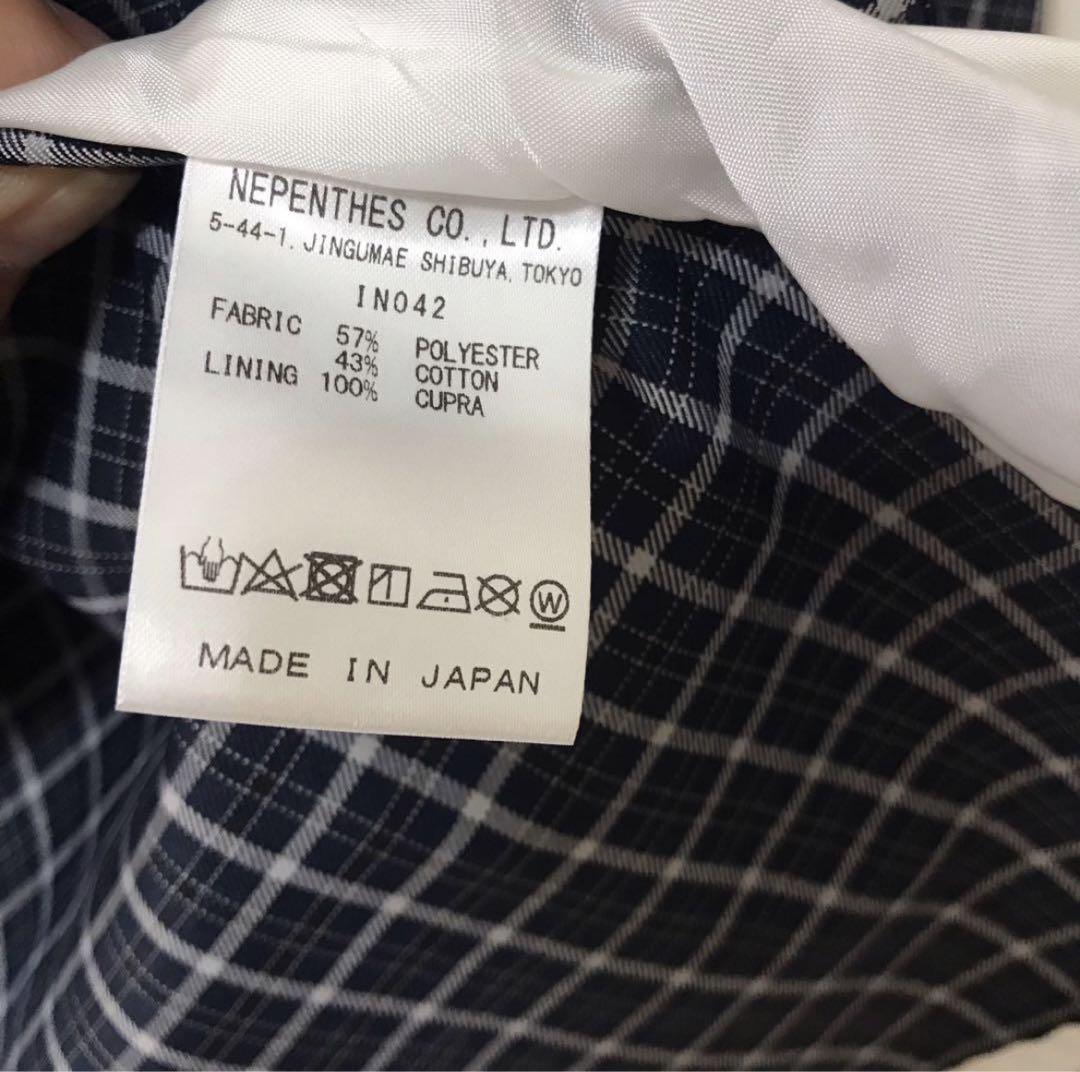 NEPENTHES CO., LTD.
5-44-1, JINGUMAE SHIBUYA, TOKYO
IN042
FABRIC 57% POLYESTER
43% COTTON
LINING 100% CUPRA
W
MADE IN JAPAN